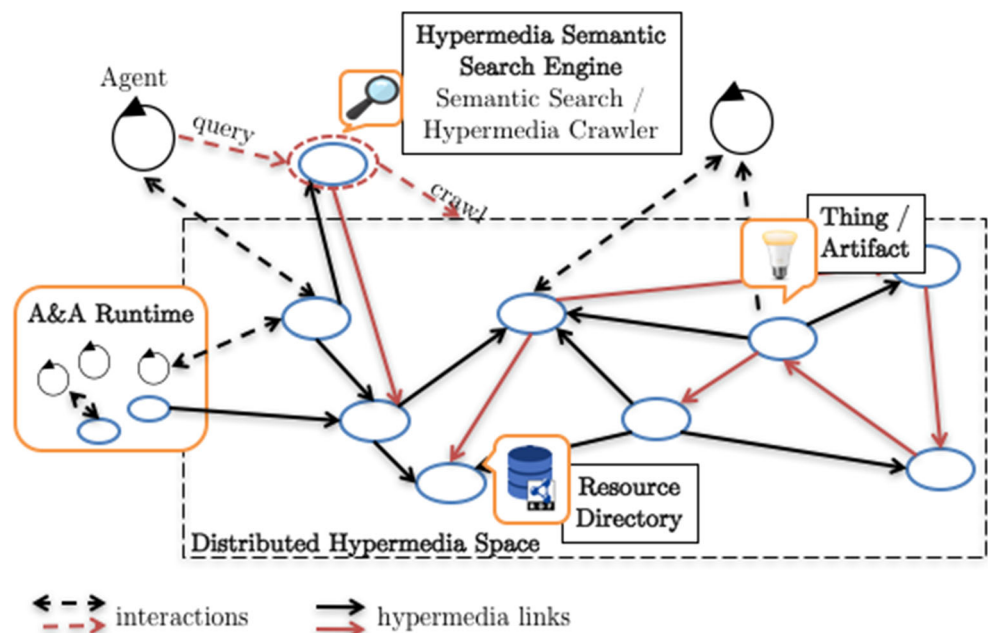 Hypermedia Semantic
Search Engine
Semantic Search /
Hypermedia Crawler
Agent
query
crawl
Thing /
Artifact
A&A Runtime
RDF
Resource
Directory
Distributed Hypermedia Space
interactions
hypermedia links